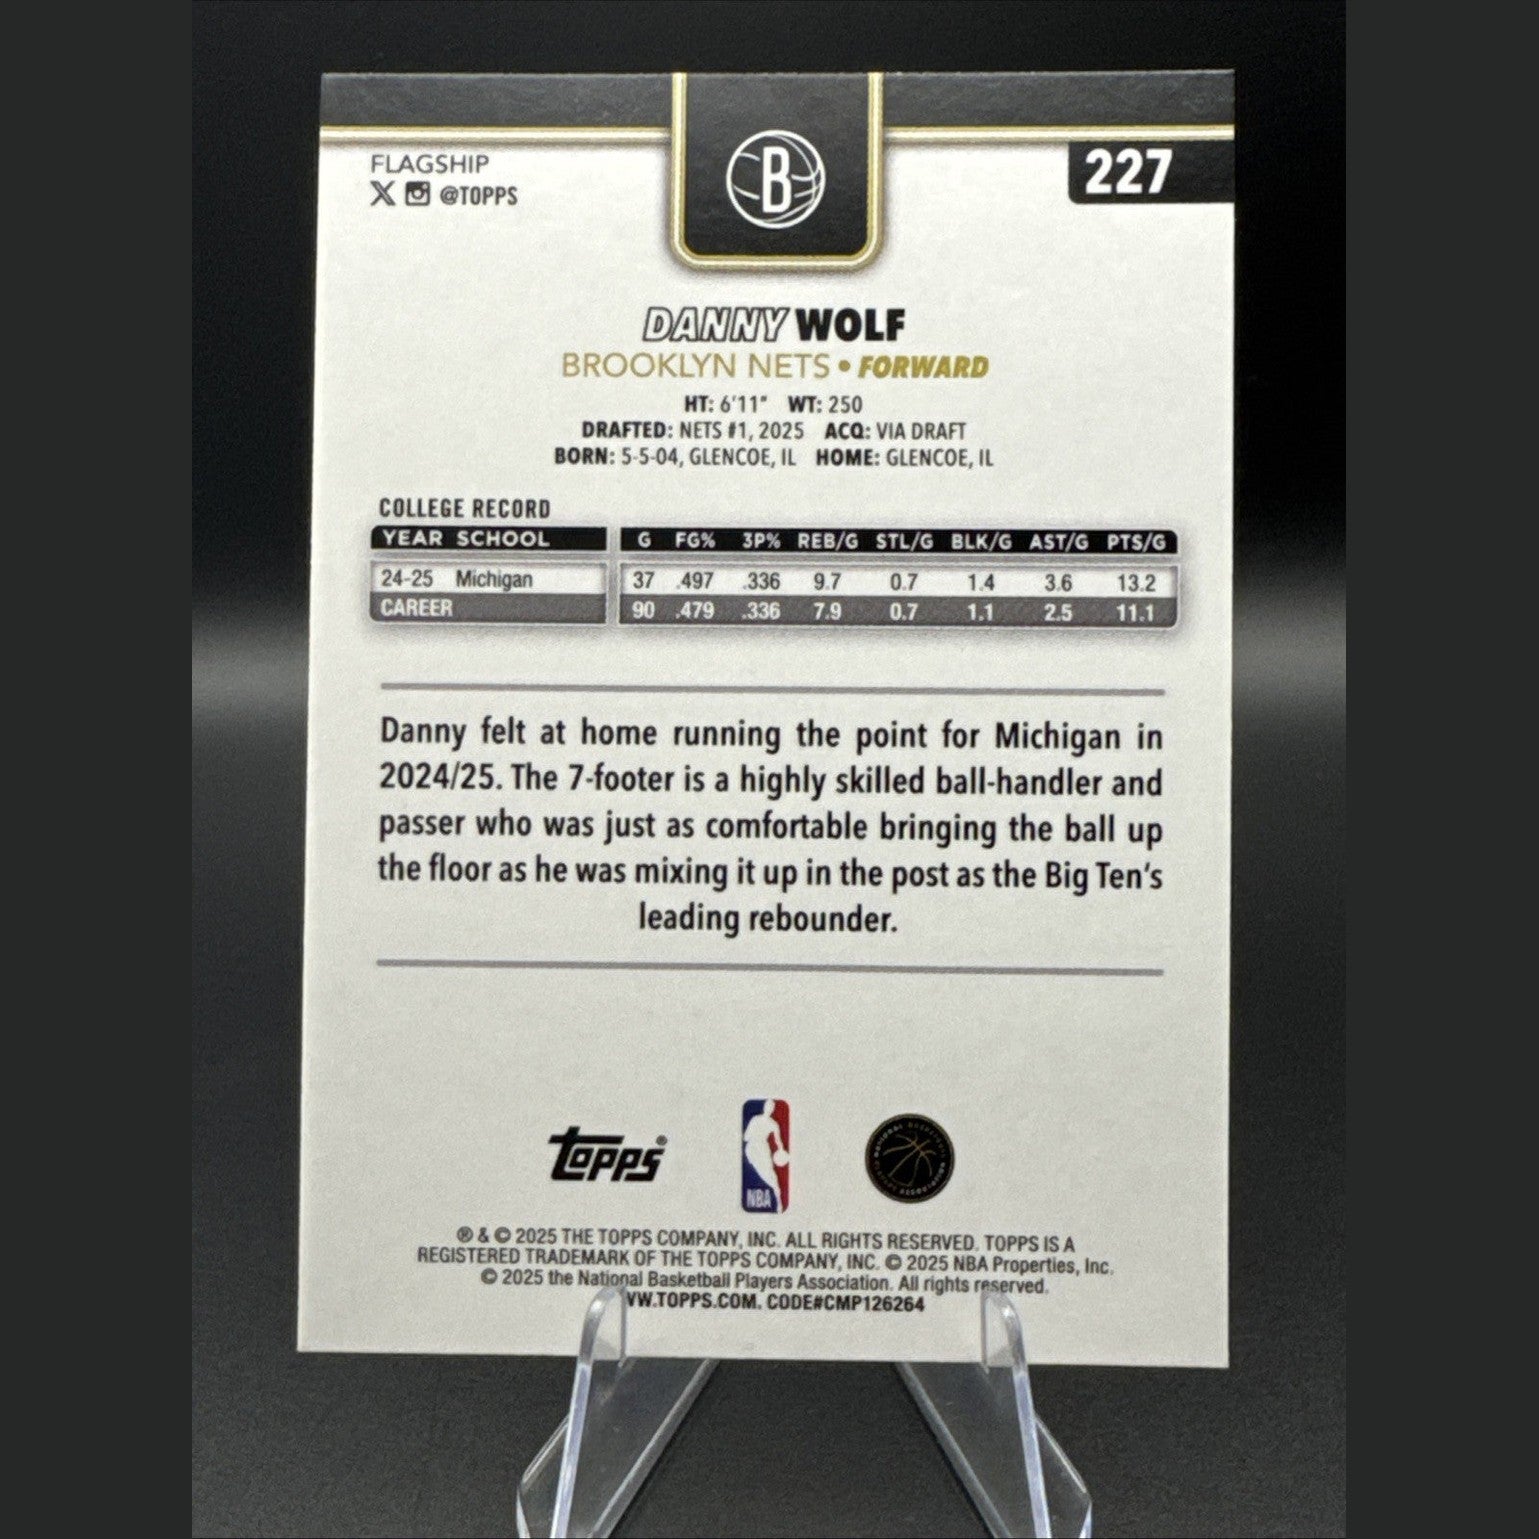 FLAGSHIP
@TOPPS
B
227
DANNY WOLF
BROOKLYN NETS • FORWARD
HT: 6'11" WT: 250
DRAFTED: NETS #1, 2025 ACQ: VIA DRAFT
BORN: 5-5-04, GLENCOE, IL HOME: GLENCOE, IL
COLLEGE RECORD
YEAR SCHOOL G FG% 3P% REB/G STL/G BLK/G AST/G PTS/G
24-25 Michigan 37 .497 .336 9.7 0.7 1.4 3.6 13.2
CAREER 90 .479 .336 7.9 0.7 1.1 2.5 11.1
Danny felt at home running the point for Michigan in
2024/25. The 7-footer is a highly skilled ball-handler and
passer who was just as comfortable bringing the ball up
the floor as he was mixing it up in the post as the Big Ten's
leading rebounder.
Topps®
NBA
NATIONAL BASKETBALL PLAYERS ASSOCIATION
® & © 2025 THE TOPPS COMPANY, INC. ALL RIGHTS RESERVED. TOPPS IS A
REGISTERED TRADEMARK OF THE TOPPS COMPANY, INC. © 2025 NBA Properties, Inc.
© 2025 the National Basketball Players Association. All rights reserved.
WW.TOPPS.COM. CODE#CMP126264